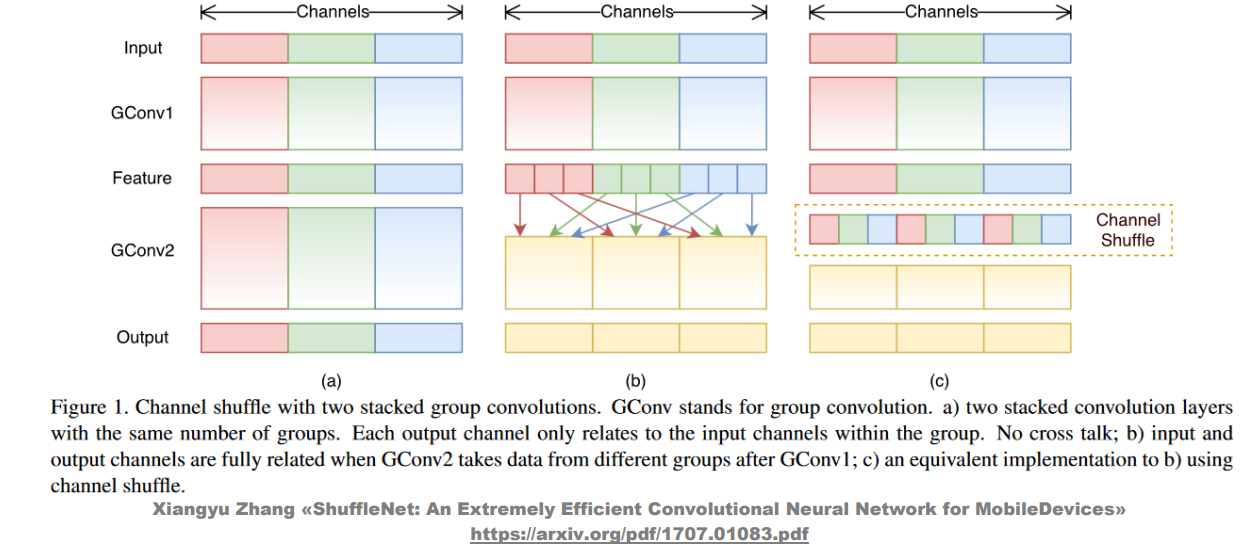 Channels Channels Channels
Input
GConv1
Feature
Channel
Shuffle
GConv2
Output
(a) (b) (c)
Figure 1. Channel shuffle with two stacked group convolutions. GConv stands for group convolution. a) two stacked convolution layers
with the same number of groups. Each output channel only relates to the input channels within the group. No cross talk; b) input and
output channels are fully related when GConv2 takes data from different groups after GConv1; c) an equivalent implementation to b) using
channel shuffle.
Xiangyu Zhang «ShuffleNet: An Extremely Efficient Convolutional Neural Network for MobileDevices»
https://arxiv.org/pdf/1707.01083.pdf